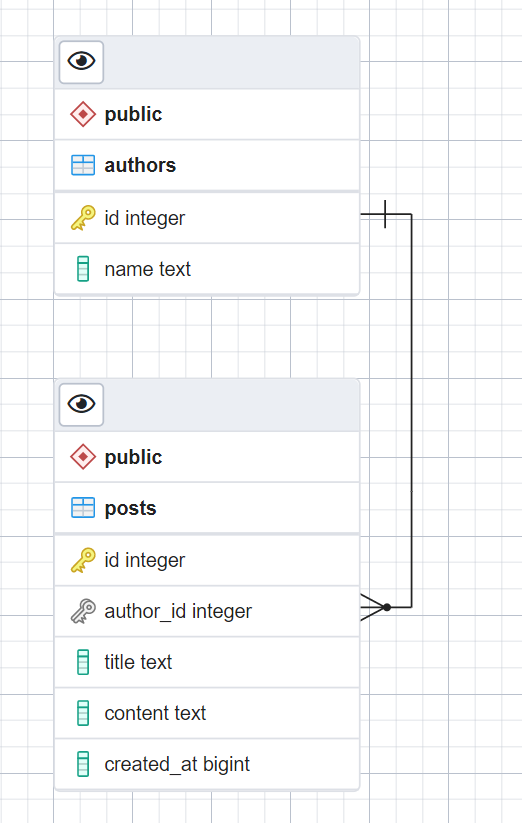 public
authors
id integer
name text
public
posts
id integer
author_id integer
title text
content text
created_at bigint